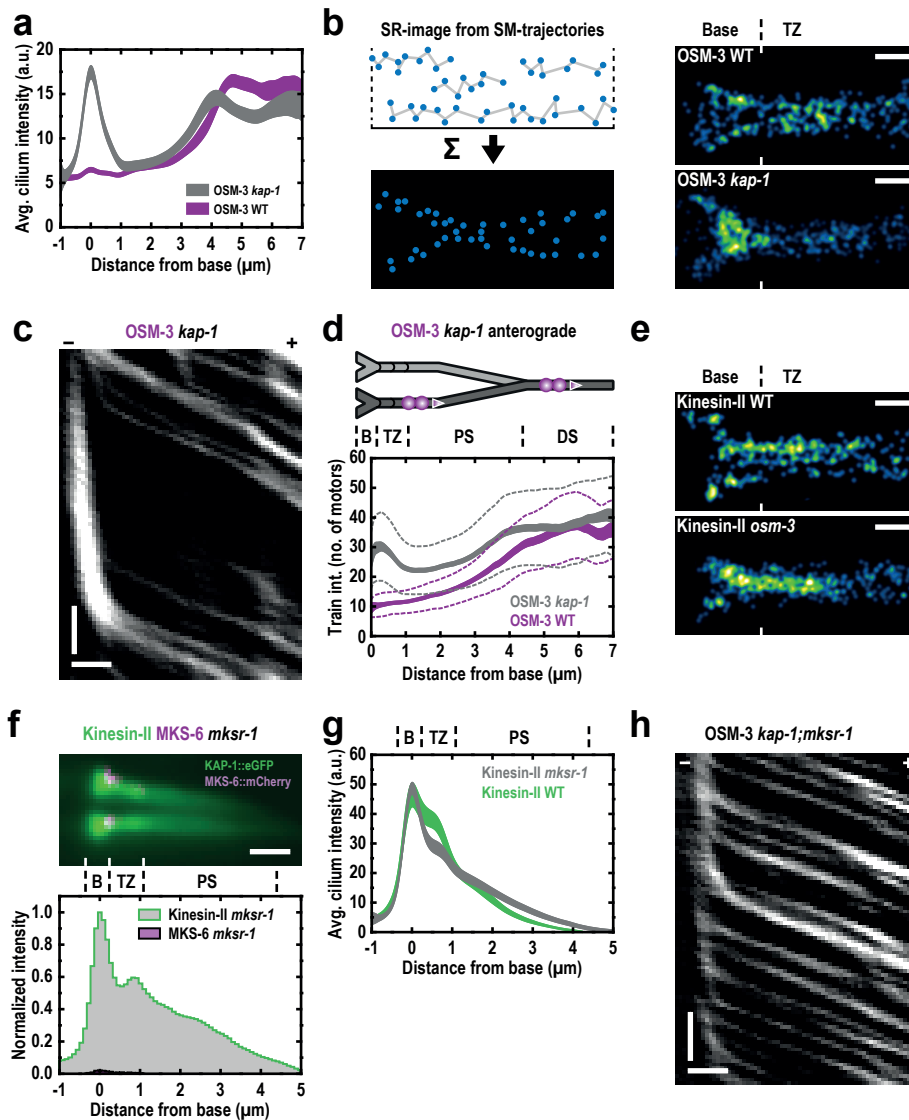 a
Avg. cilium intensity (a.u.)
20
15
10
5
0
OSM-3 kap-1
OSM-3 WT
-1 0 1 2 3 4 5 6 7
Distance from base (µm)
b
SR-image from SM-trajectories
Σ
Base TZ
OSM-3 WT
OSM-3 kap-1
c
OSM-3 kap-1
– +
d
OSM-3 kap-1 anterograde
B TZ PS DS
Train int. (no. of motors)
60
50
40
30
20
10
0
OSM-3 kap-1
OSM-3 WT
0 1 2 3 4 5 6 7
Distance from base (µm)
e
Base TZ
Kinesin-II WT
Kinesin-II osm-3
f
Kinesin-II MKS-6 mksr-1
KAP-1::eGFP
MKS-6::mCherry
B TZ PS
Normalized intensity
1.0
0.8
0.6
0.4
0.2
0.0
Kinesin-II mksr-1
MKS-6 mksr-1
-1 0 1 2 3 4 5
Distance from base (µm)
g
B TZ PS
Avg. cilium intensity (a.u.)
60
50
40
30
20
10
0
Kinesin-II mksr-1
Kinesin-II WT
-1 0 1 2 3 4 5
Distance from base (µm)
h
OSM-3 kap-1;mksr-1
– +